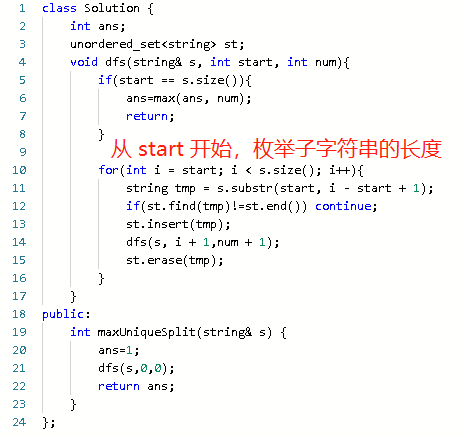 1 class Solution {
2 int ans;
3 unordered_set<string> st;
4 void dfs(string& s, int start, int num){
5 if(start == s.size()){
6 ans=max(ans, num);
7 return;
8 }
9 从 start 开始，枚举子字符串的长度
10 for(int i = start; i < s.size(); i++){
11 string tmp = s.substr(start, i - start + 1);
12 if(st.find(tmp)!=st.end()) continue;
13 st.insert(tmp);
14 dfs(s, i + 1,num + 1);
15 st.erase(tmp);
16 }
17 }
18 public:
19 int maxUniqueSplit(string& s) {
20 ans=1;
21 dfs(s,0,0);
22 return ans;
23 }
24 };